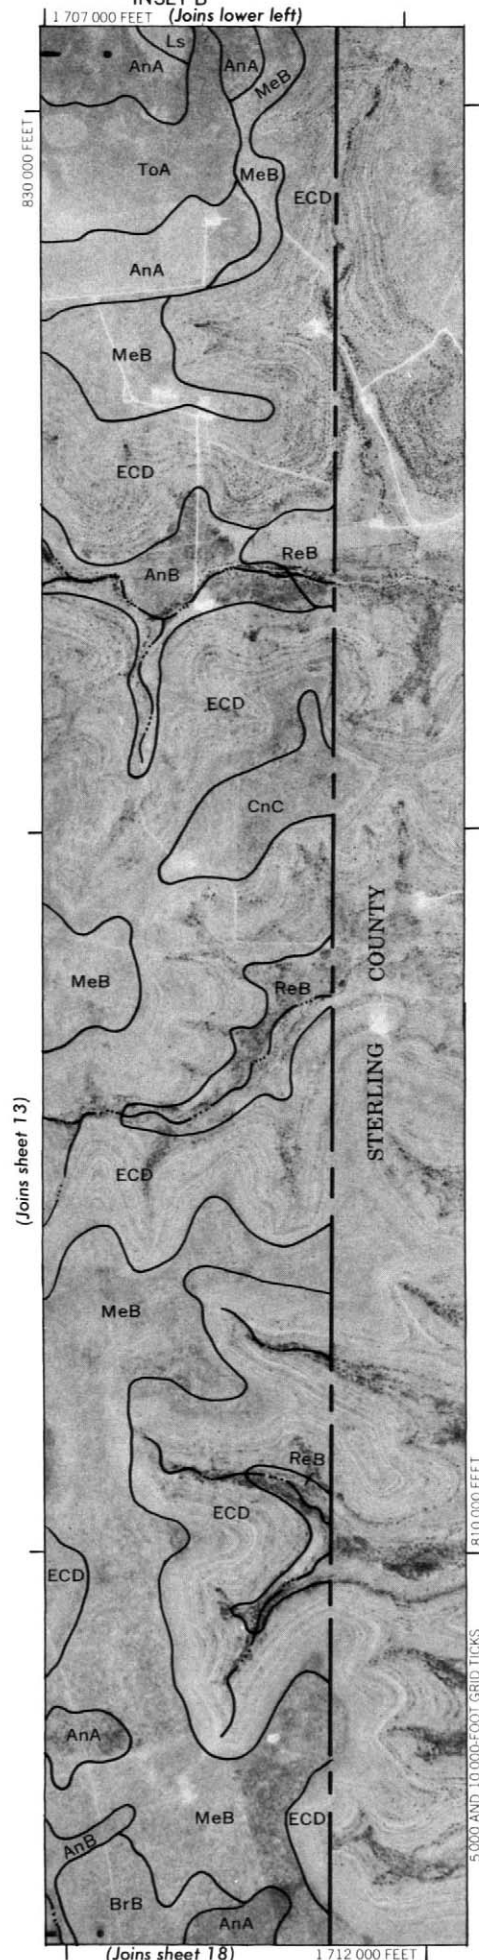 1 707 000 FEET (Joins lower left)
Ls
AnA
AnA
MeB
830 000 FEET
ToA
MeB
ECD
AnA
MeB
ECD
ReB
AnB
ECD
CnC
MeB
ReB
STERLING COUNTY
(Joins sheet 13)
ECD
MeB
ReB
ECD
ECD
810 000 FEET
AnA
MeB
ECD
AnB
BrB
AnA
5 000 AND 10 000-FOOT GRID TICKS
(Joins sheet 18)
1 712 000 FEET